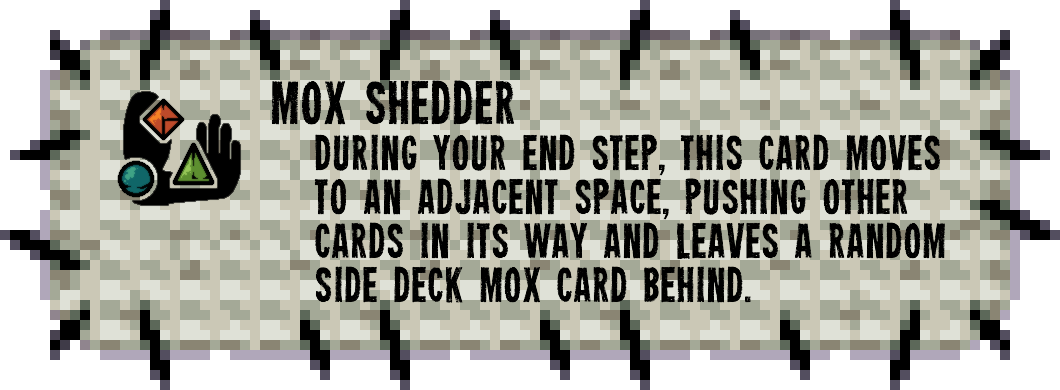 MOX SHEDDER
DURING YOUR END STEP, THIS CARD MOVES
TO AN ADJACENT SPACE, PUSHING OTHER
CARDS IN ITS WAY AND LEAVES A RANDOM
SIDE DECK MOX CARD BEHIND.